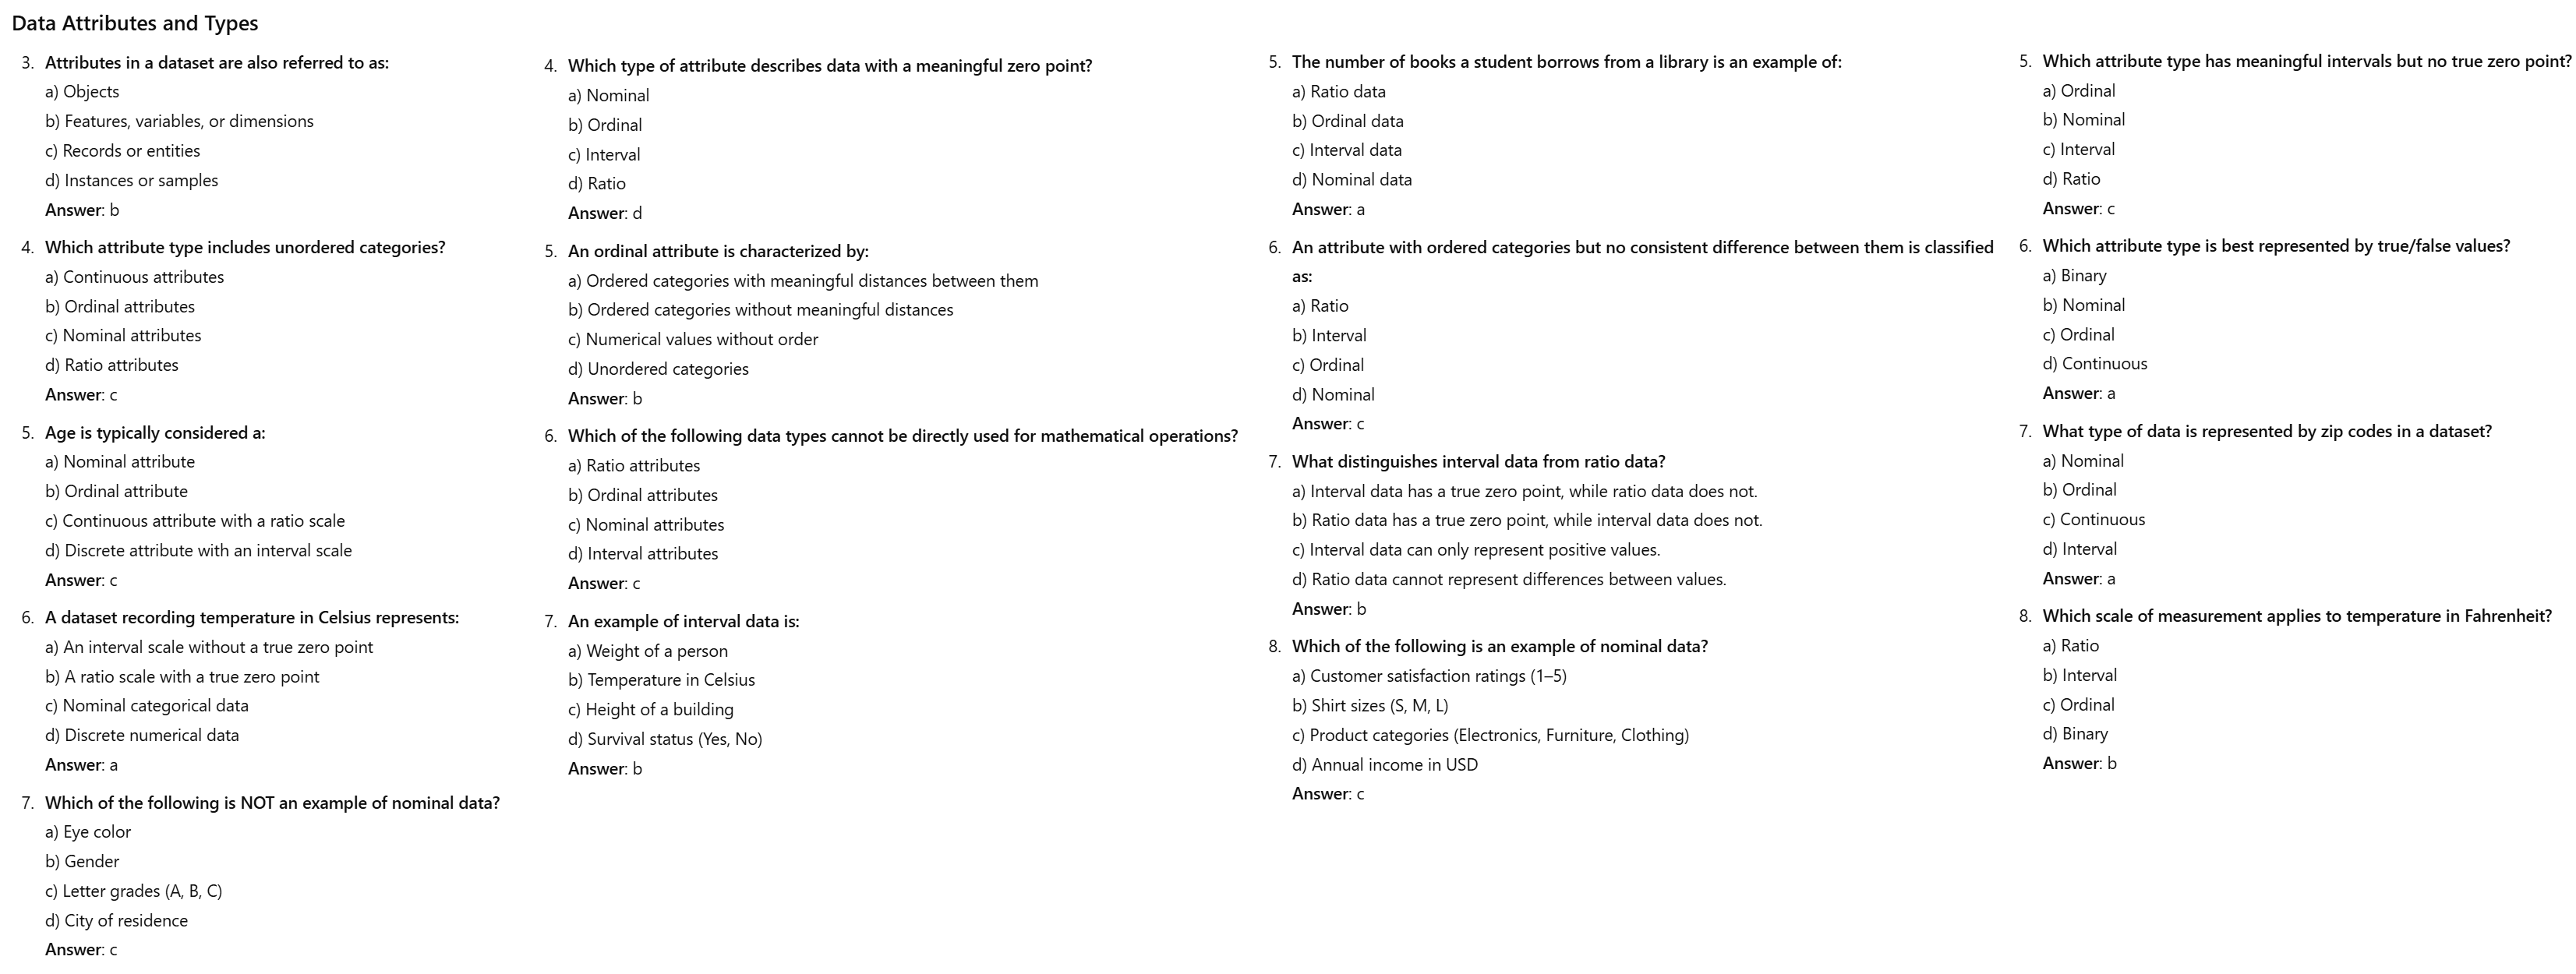 Data Attributes and Types
3. Attributes in a dataset are also referred to as:
a) Objects
b) Features, variables, or dimensions
c) Records or entities
d) Instances or samples
Answer: b
4. Which attribute type includes unordered categories?
a) Continuous attributes
b) Ordinal attributes
c) Nominal attributes
d) Ratio attributes
Answer: c
5. Age is typically considered a:
a) Nominal attribute
b) Ordinal attribute
c) Continuous attribute with a ratio scale
d) Discrete attribute with an interval scale
Answer: c
6. A dataset recording temperature in Celsius represents:
a) An interval scale without a true zero point
b) A ratio scale with a true zero point
c) Nominal categorical data
d) Discrete numerical data
Answer: a
7. Which of the following is NOT an example of nominal data?
a) Eye color
b) Gender
c) Letter grades (A, B, C)
d) City of residence
Answer: c
4. Which type of attribute describes data with a meaningful zero point?
a) Nominal
b) Ordinal
c) Interval
d) Ratio
Answer: d
5. An ordinal attribute is characterized by:
a) Ordered categories with meaningful distances between them
b) Ordered categories without meaningful distances
c) Numerical values without order
d) Unordered categories
Answer: b
6. Which of the following data types cannot be directly used for mathematical operations?
a) Ratio attributes
b) Ordinal attributes
c) Nominal attributes
d) Interval attributes
Answer: c
7. An example of interval data is:
a) Weight of a person
b) Temperature in Celsius
c) Height of a building
d) Survival status (Yes, No)
Answer: b
5. The number of books a student borrows from a library is an example of:
a) Ratio data
b) Ordinal data
c) Interval data
d) Nominal data
Answer: a
6. An attribute with ordered categories but no consistent difference between them is classified
as:
a) Ratio
b) Interval
c) Ordinal
d) Nominal
Answer: c
7. What distinguishes interval data from ratio data?
a) Interval data has a true zero point, while ratio data does not.
b) Ratio data has a true zero point, while interval data does not.
c) Interval data can only represent positive values.
d) Ratio data cannot represent differences between values.
Answer: b
8. Which of the following is an example of nominal data?
a) Customer satisfaction ratings (1–5)
b) Shirt sizes (S, M, L)
c) Product categories (Electronics, Furniture, Clothing)
d) Annual income in USD
Answer: c
5. Which attribute type has meaningful intervals but no true zero point?
a) Ordinal
b) Nominal
c) Interval
d) Ratio
Answer: c
6. Which attribute type is best represented by true/false values?
a) Binary
b) Nominal
c) Ordinal
d) Continuous
Answer: a
7. What type of data is represented by zip codes in a dataset?
a) Nominal
b) Ordinal
c) Continuous
d) Interval
Answer: a
8. Which scale of measurement applies to temperature in Fahrenheit?
a) Ratio
b) Interval
c) Ordinal
d) Binary
Answer: b